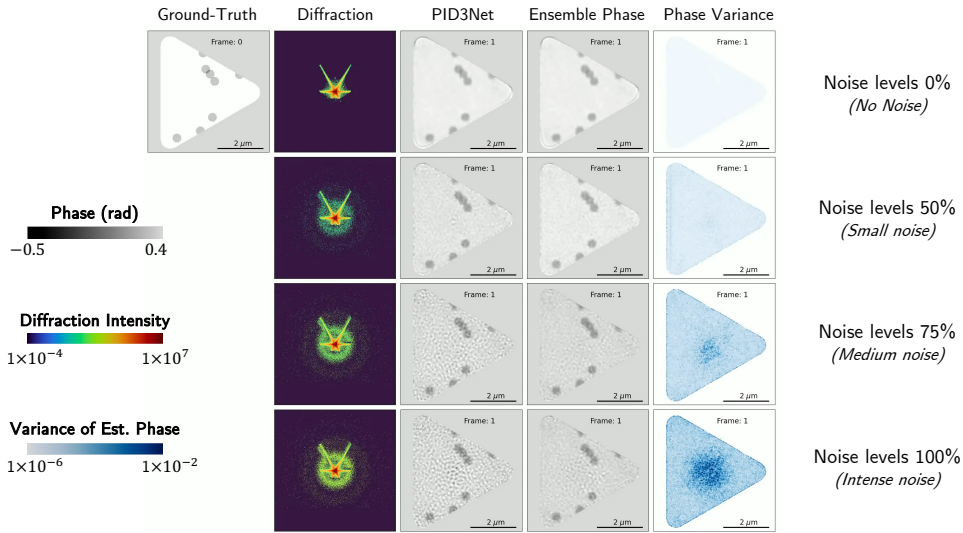 Ground-Truth Diffraction PID3Net Ensemble Phase Phase Variance
Frame: 0 Frame: 1 Frame: 1 Frame: 1
2 μm 2 μm 2 μm 2 μm
Noise levels 0%
(No Noise)
Frame: 1 Frame: 1 Frame: 1
2 μm 2 μm 2 μm
Noise levels 50%
(Small noise)
Phase (rad)
−0.5 0.4
Frame: 1 Frame: 1 Frame: 1
2 μm 2 μm 2 μm
Noise levels 75%
(Medium noise)
Diffraction Intensity
1×10⁻⁴ 1×10⁷
Frame: 1 Frame: 1 Frame: 1
2 μm 2 μm 2 μm
Noise levels 100%
(Intense noise)
Variance of Est. Phase
1×10⁻⁶ 1×10⁻²